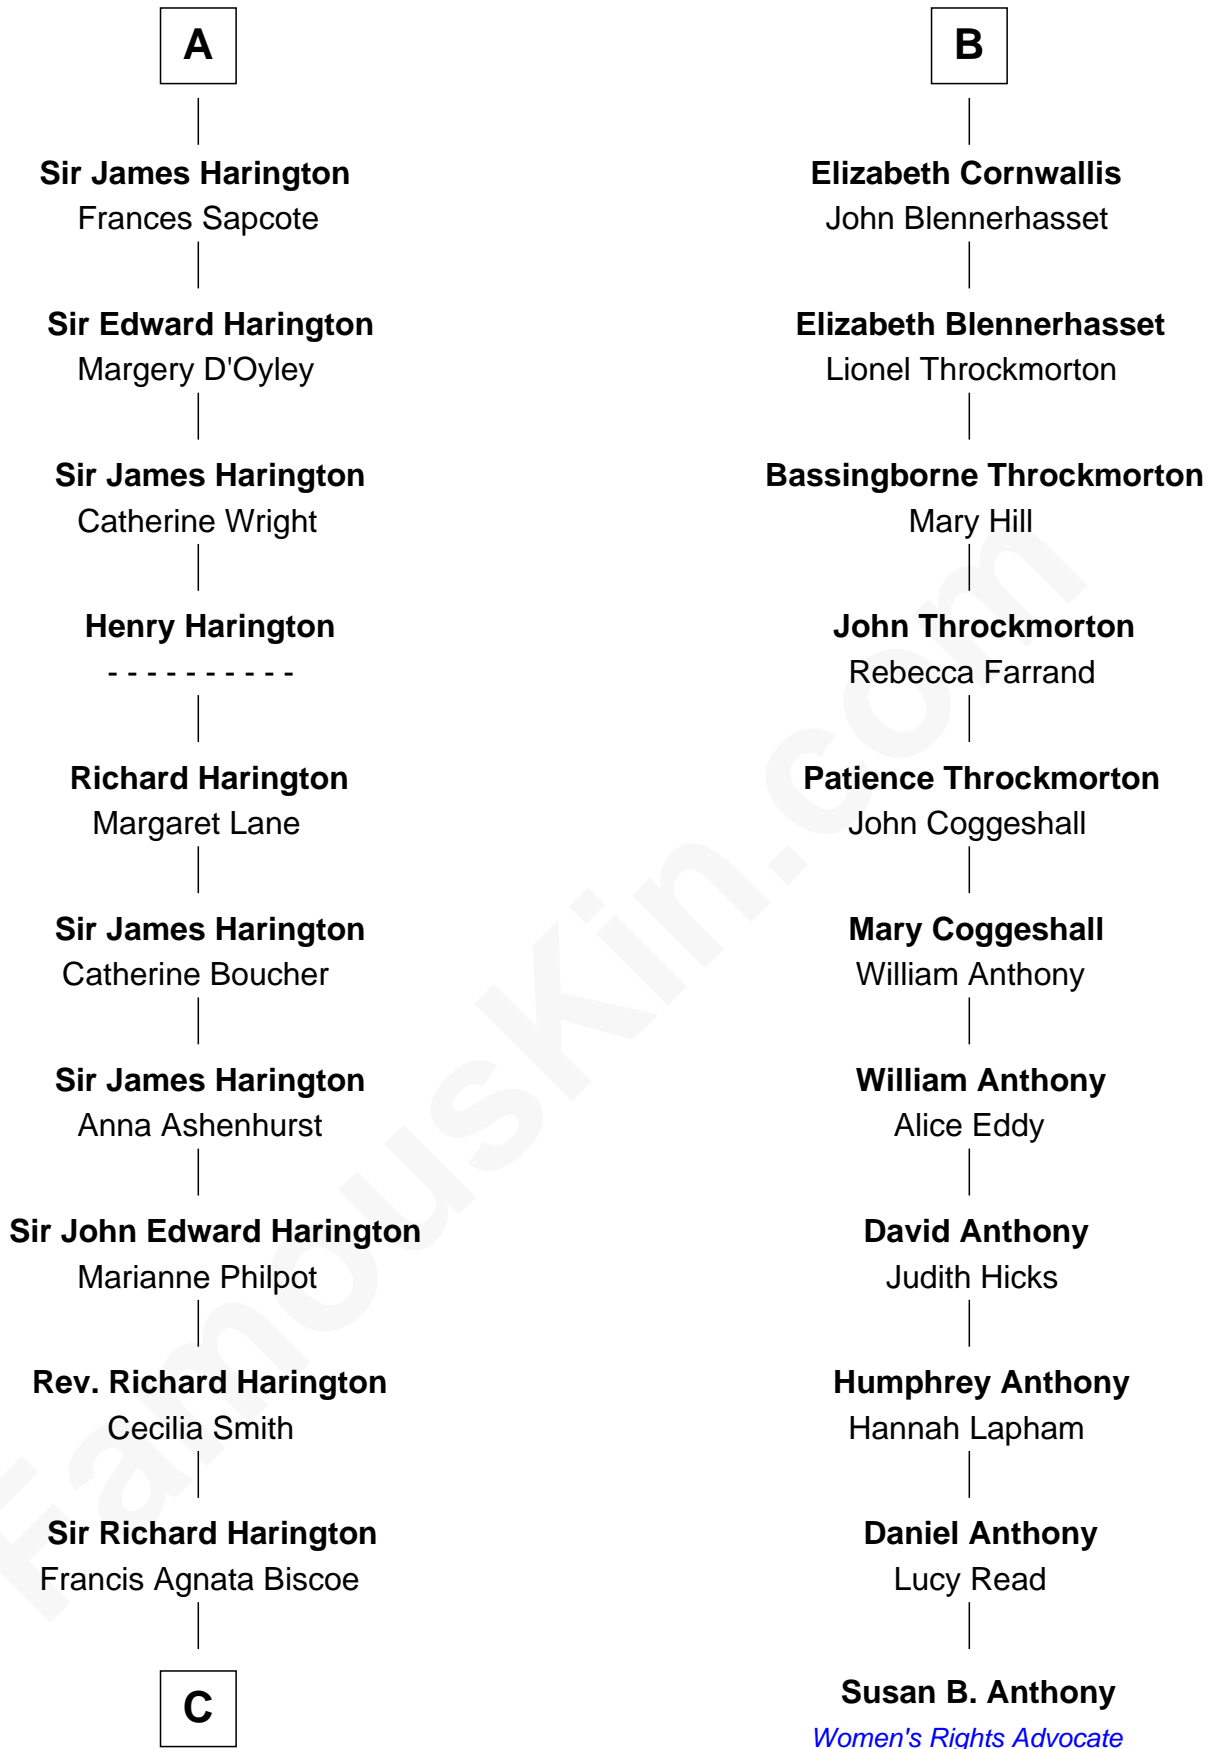 A
Sir James Harington
Frances Sapcote
Sir Edward Harington
Margery D'Oyley
Sir James Harington
Catherine Wright
Henry Harington
- - - - - - - - - -
Richard Harington
Margaret Lane
Sir James Harington
Catherine Boucher
Sir James Harington
Anna Ashenhurst
Sir John Edward Harington
Marianne Philpot
Rev. Richard Harington
Cecilia Smith
Sir Richard Harington
Francis Agnata Biscoe
C
B
Elizabeth Cornwallis
John Blennerhasset
Elizabeth Blennerhasset
Lionel Throckmorton
Bassingborne Throckmorton
Mary Hill
John Throckmorton
Rebecca Farrand
Patience Throckmorton
John Coggeshall
Mary Coggeshall
William Anthony
William Anthony
Alice Eddy
David Anthony
Judith Hicks
Humphrey Anthony
Hannah Lapham
Daniel Anthony
Lucy Read
Susan B. Anthony
Women's Rights Advocate
FamousKin.com